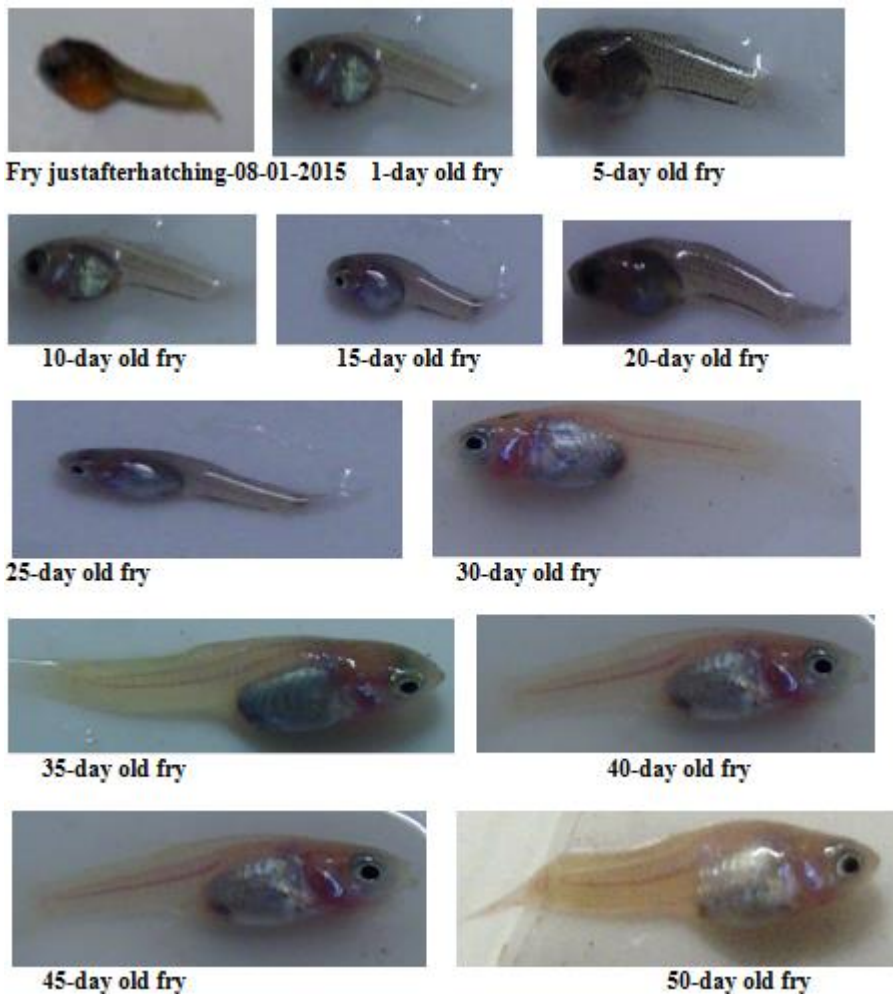 Fry justafterhatching-08-01-2015 1-day old fry 5-day old fry
10-day old fry 15-day old fry 20-day old fry
25-day old fry 30-day old fry
35-day old fry 40-day old fry
45-day old fry 50-day old fry